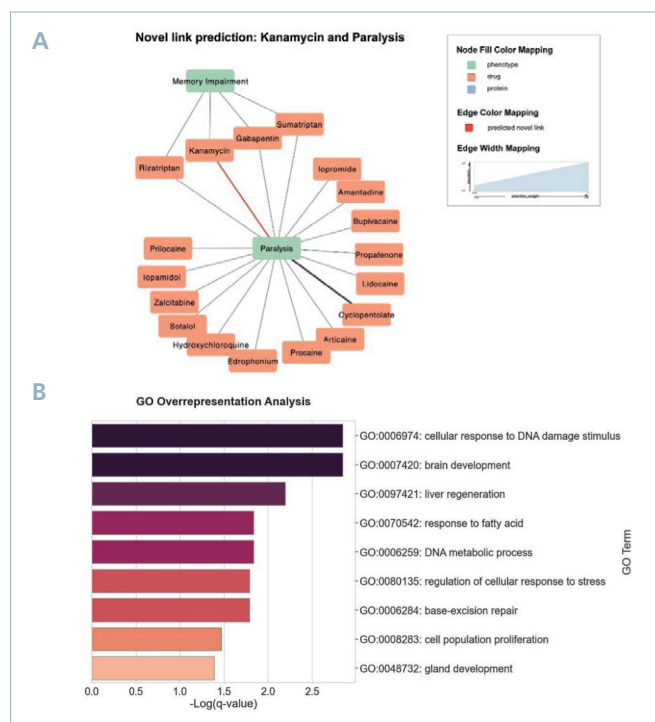 A
Novel link prediction: Kanamycin and Paralysis
Node Fill Color Mapping
phenotype
drug
protein
Edge Color Mapping
predicted novel link
Edge Width Mapping
Memory Impairment
Sumatriptan
Gabapentin
Kanamycin
Rizatriptan
Iopromide
Amantadine
Bupivacaine
Prilocaine
Paralysis
Propafenone
Iopamidol
Lidocaine
Zalcitabine
Cyclopentolate
Sotalol
Articaine
Hydroxychloroquine
Procaine
Edrophonium
B
GO Overrepresentation Analysis
GO:0006974: cellular response to DNA damage stimulus
GO:0007420: brain development
GO:0097421: liver regeneration
GO:0070542: response to fatty acid
GO:0006259: DNA metabolic process
GO:0080135: regulation of cellular response to stress
GO:0006284: base-excision repair
GO:0008283: cell population proliferation
GO:0048732: gland development
GO Term
0.0 0.5 1.0 1.5 2.0 2.5
-Log(q-value)